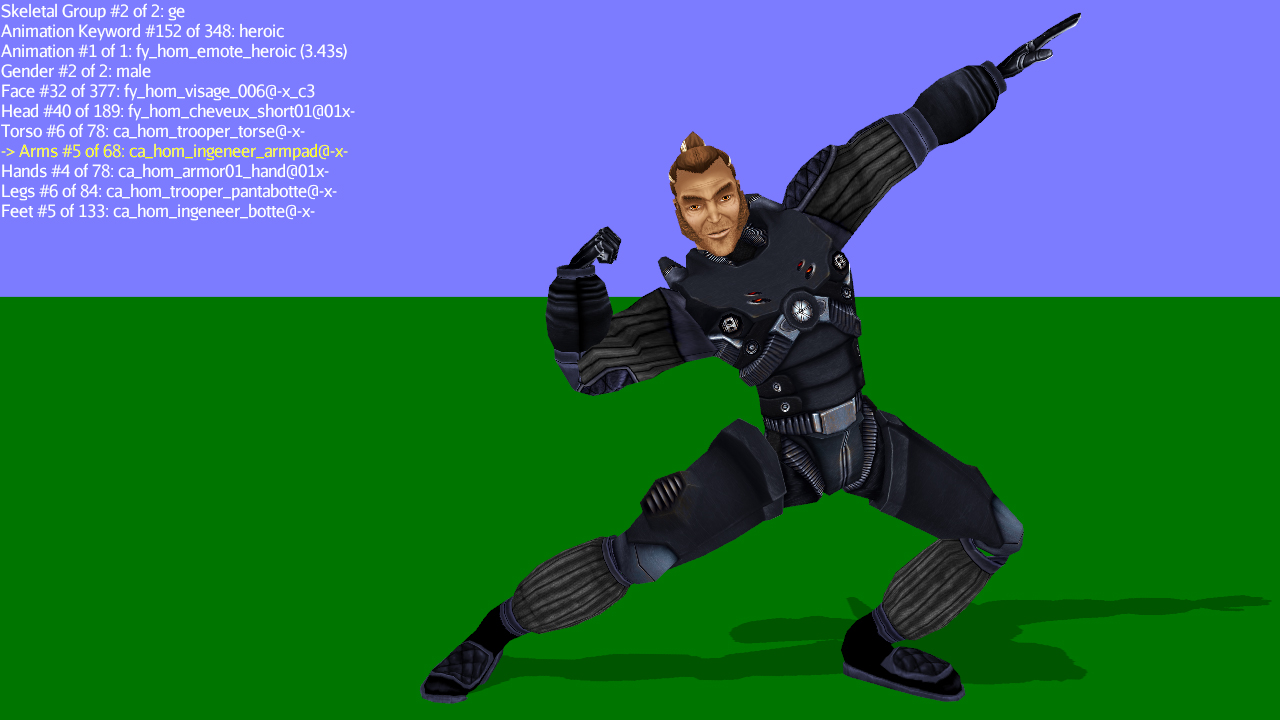 Skeletal Group #2 of 2: ge
Animation Keyword #152 of 348: heroic
Animation #1 of 1: fy_hom_emote_heroic (3.43s)
Gender #2 of 2: male
Face #32 of 377: fy_hom_visage_006@-x_c3
Head #40 of 189: fy_hom_cheveux_short01@01x-
Torso #6 of 78: ca_hom_trooper_torse@-x-
-> Arms #5 of 68: ca_hom_ingeneer_armpad@-x-
Hands #4 of 78: ca_hom_armor01_hand@01x-
Legs #6 of 84: ca_hom_trooper_pantabotte@-x-
Feet #5 of 133: ca_hom_ingeneer_botte@-x-